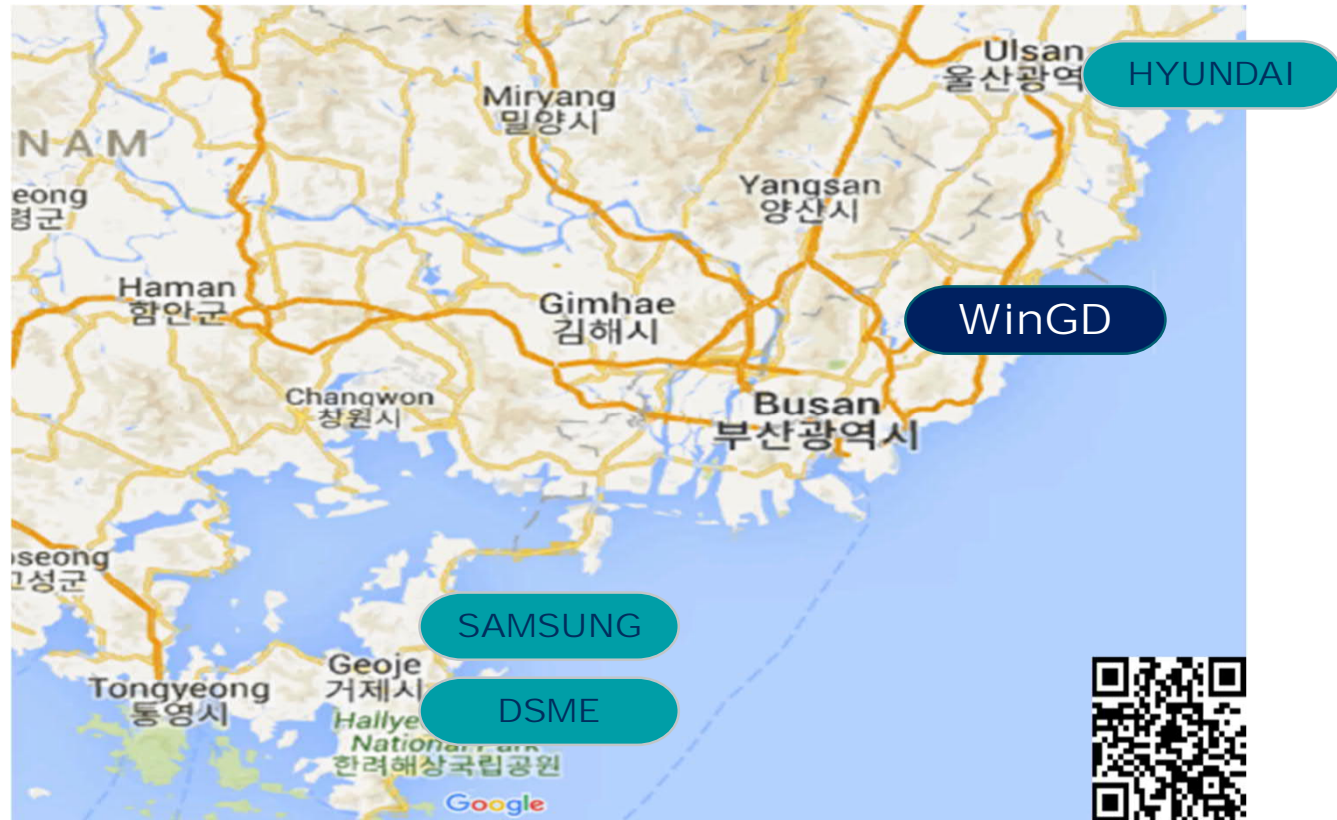 Ulsan
울산광역
HYUNDAI
Miryang
밀양시
NAM
Yangsan
양산시
eong
령군
Haman
함안군
Gimhae
김해시
WinGD
Changwon
창원시
Busan
부산광역시
seong
고성군
SAMSUNG
Geoje
거제시
Tongyeong
통영시
DSME
Hallye
National Park
한려해상국립공원
Google